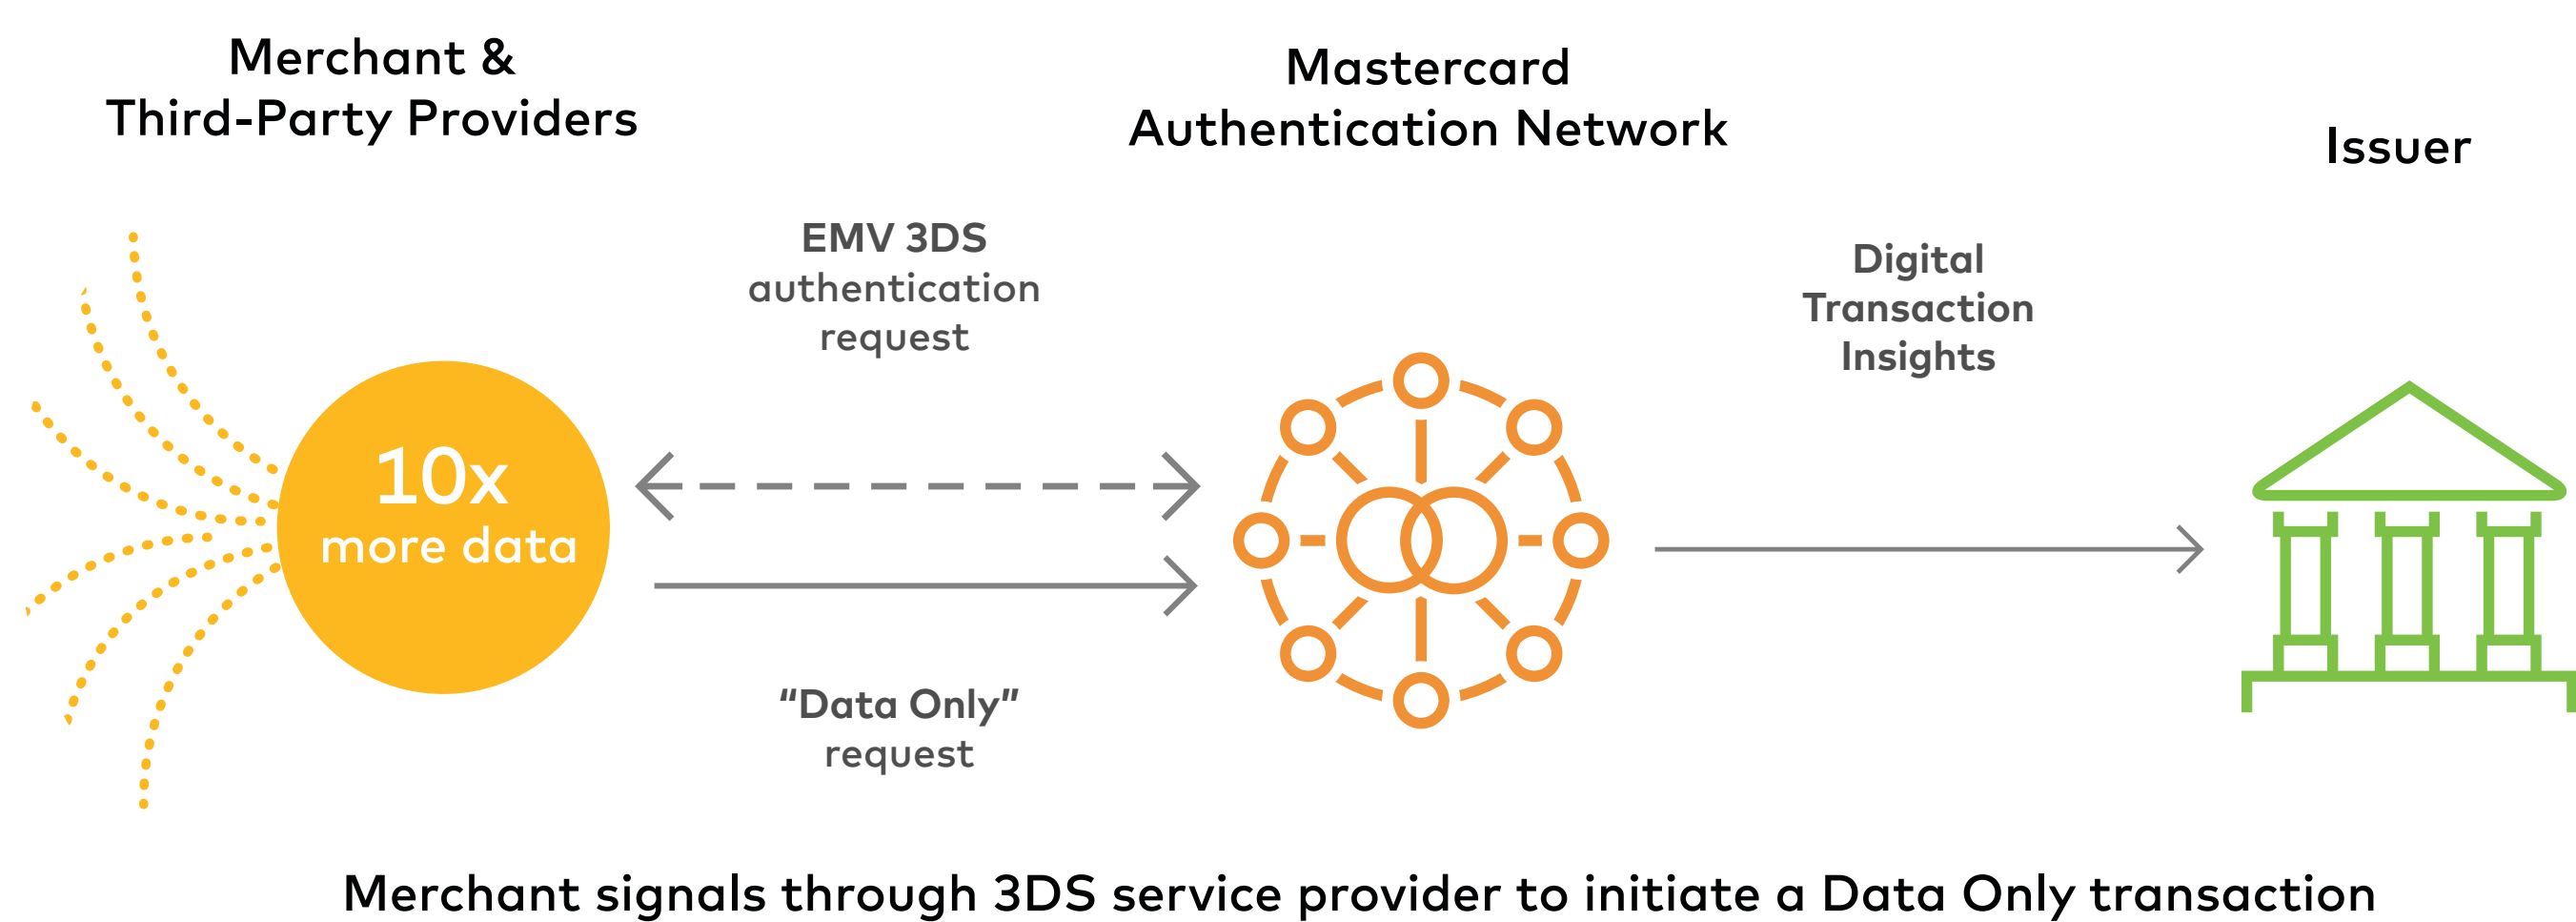 Merchant &
Third-Party Providers
Mastercard
Authentication Network
Issuer
EMV 3DS
authentication
request
Digital
Transaction
Insights
10x
more data
“Data Only”
request
Merchant signals through 3DS service provider to initiate a Data Only transaction